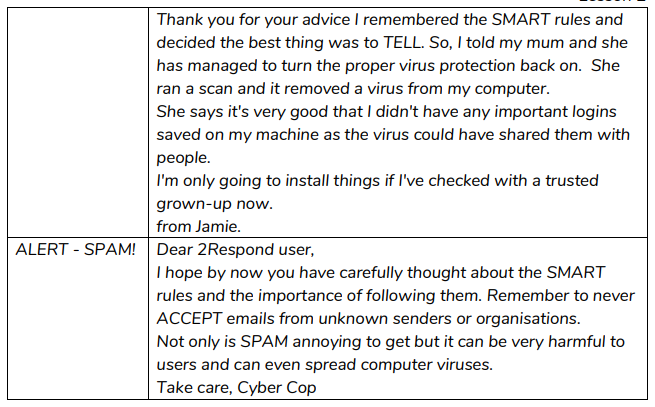 Thank you for your advice I remembered the SMART rules and
decided the best thing was to TELL. So, I told my mum and she
has managed to turn the proper virus protection back on.  She
ran a scan and it removed a virus from my computer.
She says it's very good that I didn't have any important logins
saved on my machine as the virus could have shared them with
people.
I'm only going to install things if I've checked with a trusted
grown-up now.
from Jamie.
ALERT - SPAM!
Dear 2Respond user,
I hope by now you have carefully thought about the SMART
rules and the importance of following them. Remember to never
ACCEPT emails from unknown senders or organisations.
Not only is SPAM annoying to get but it can be very harmful to
users and can even spread computer viruses.
Take care, Cyber Cop